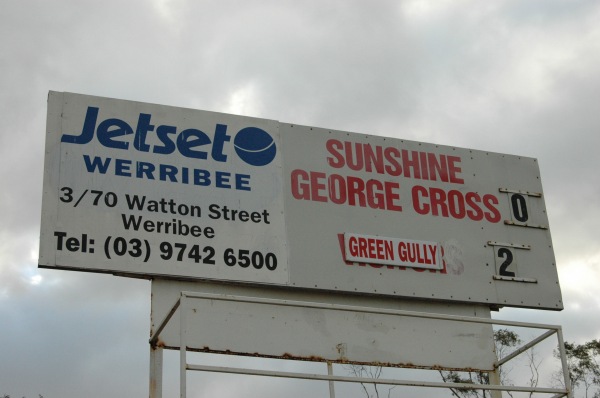 Jetset
WERRIBEE
3/70 Watton Street
Werribee
Tel: (03) 9742 6500
SUNSHINE
GEORGE CROSS 0
GREEN GULLY 2